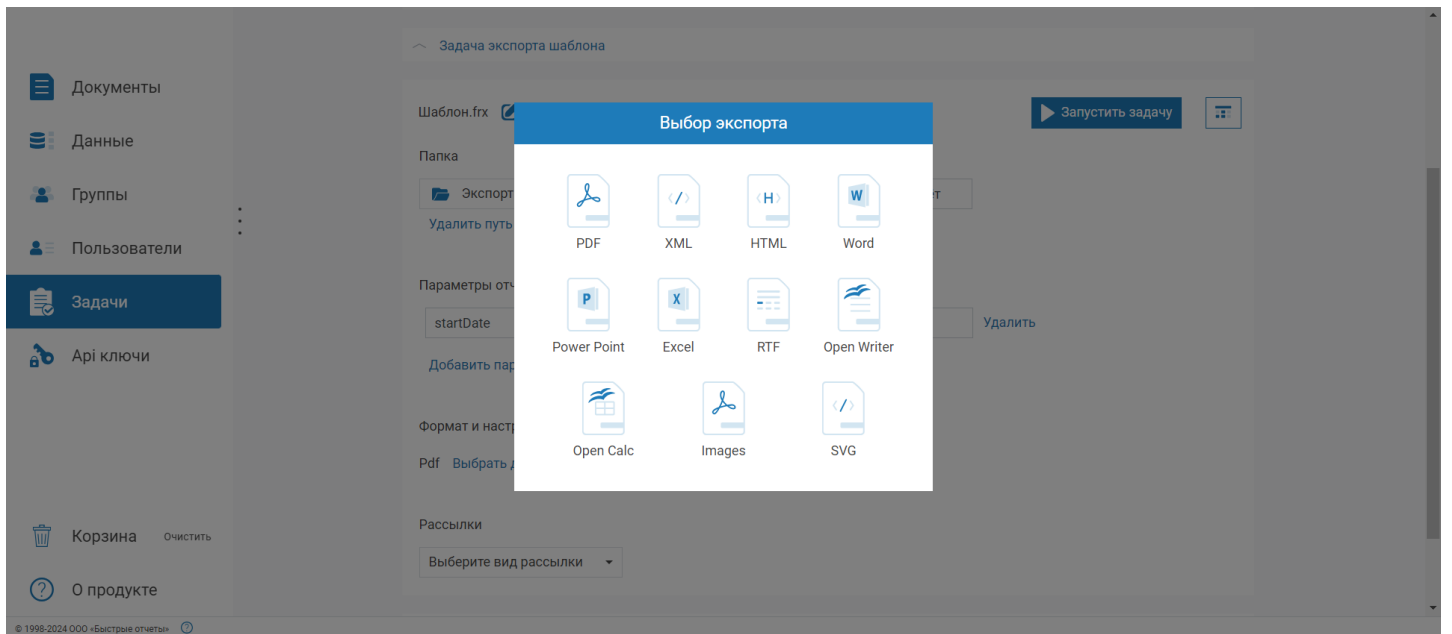 Задача экспорта шаблона
Документы
Шаблон.frx
Выбор экспорта
Запустить задачу
Данные
Папка
Группы
Экспорт
Удалить путь
PDF
XML
HTML
Word
Пользователи
Параметры отч
Задачи
startDate
Удалить
Power Point
Excel
RTF
Open Writer
Api ключи
Добавить пар
Формат и наст
Open Calc
Images
SVG
Pdf Выбрать д
Рассылки
Корзина Очистить
Выберите вид рассылки
О продукте
© 1998-2024 ООО «Быстрые отчеты»